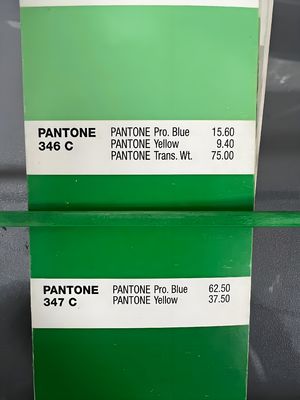 PANTONE PANTONE Pro. Blue 15.60
346 C PANTONE Yellow 9.40
PANTONE Trans. Wt. 75.00
PANTONE PANTONE Pro. Blue 62.50
347 C PANTONE Yellow 37.50